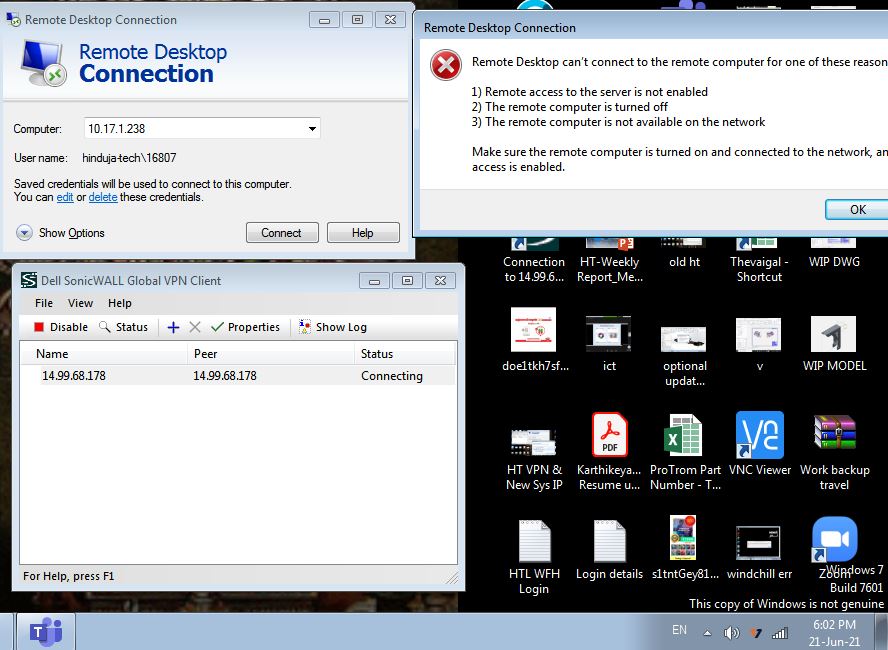 Remote Desktop Connection
Remote Desktop
Connection
Computer:
10.17.1.238
User name:
hinduja-tech\16807
Saved credentials will be used to connect to this computer.
You can edit or delete these credentials.
Show Options
Connect
Help
Remote Desktop Connection
Remote Desktop can't connect to the remote computer for one of these reason
1) Remote access to the server is not enabled
2) The remote computer is turned off
3) The remote computer is not available on the network
Make sure the remote computer is turned on and connected to the network, an
access is enabled.
OK
Dell SonicWALL Global VPN Client
File View Help
Disable Status Properties Show Log
Name Peer Status
14.99.68.178 14.99.68.178 Connecting
For Help, press F1
Connection
to 14.99.6...
HT-Weekly
Report_Me...
old ht
Thevaigal -
Shortcut
WIP DWG
doe1tkh7sf...
ict
optional
updat...
v
WIP MODEL
HT VPN &
New Sys IP
PDF
Karthikeya...
Resume u...
ProTrom Part
Number - T...
VNC Viewer
Work backup
travel
HTL WFH
Login
Login details
s1tntGey81...
windchill err
Zoom
Windows 7
Build 7601
This copy of Windows is not genuine
EN
6:02 PM
21-Jun-21